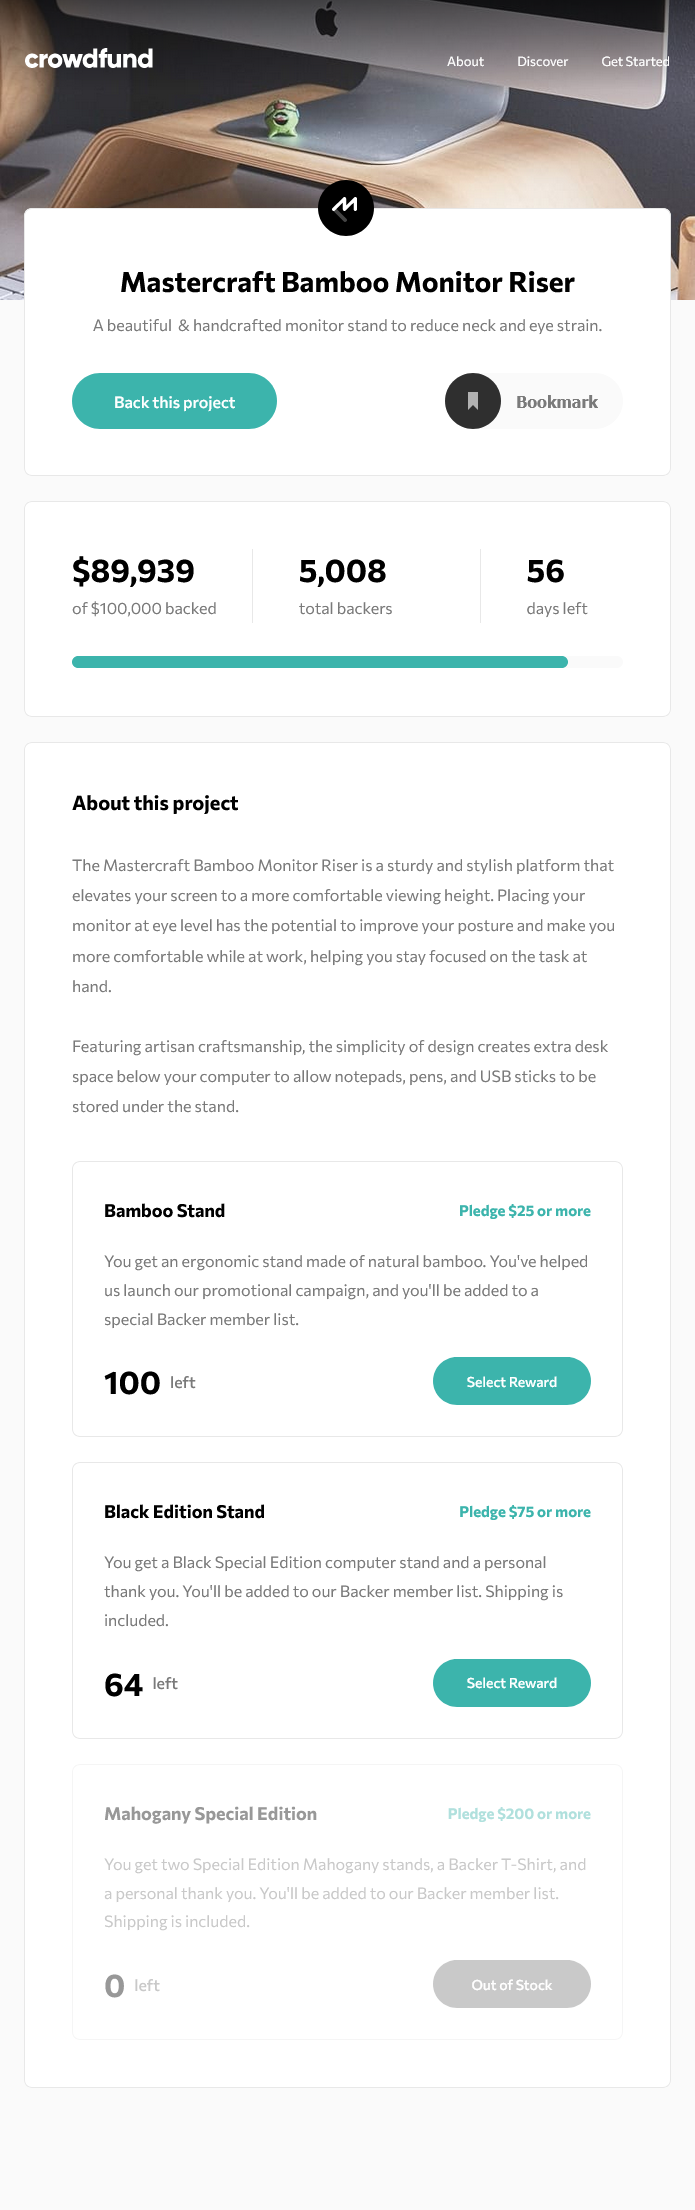 crowdfund
About Discover Get Started
Mastercraft Bamboo Monitor Riser
A beautiful & handcrafted monitor stand to reduce neck and eye strain.
Back this project
Bookmark
$89,939
of $100,000 backed
5,008
total backers
56
days left
About this project
The Mastercraft Bamboo Monitor Riser is a sturdy and stylish platform that
elevates your screen to a more comfortable viewing height. Placing your
monitor at eye level has the potential to improve your posture and make you
more comfortable while at work, helping you stay focused on the task at
hand.
Featuring artisan craftsmanship, the simplicity of design creates extra desk
space below your computer to allow notepads, pens, and USB sticks to be
stored under the stand.
Bamboo Stand
Pledge $25 or more
You get an ergonomic stand made of natural bamboo. You've helped
us launch our promotional campaign, and you'll be added to a
special Backer member list.
100 left
Select Reward
Black Edition Stand
Pledge $75 or more
You get a Black Special Edition computer stand and a personal
thank you. You'll be added to our Backer member list. Shipping is
included.
64 left
Select Reward
Mahogany Special Edition
Pledge $200 or more
You get two Special Edition Mahogany stands, a Backer T-Shirt, and
a personal thank you. You'll be added to our Backer member list.
Shipping is included.
0 left
Out of Stock